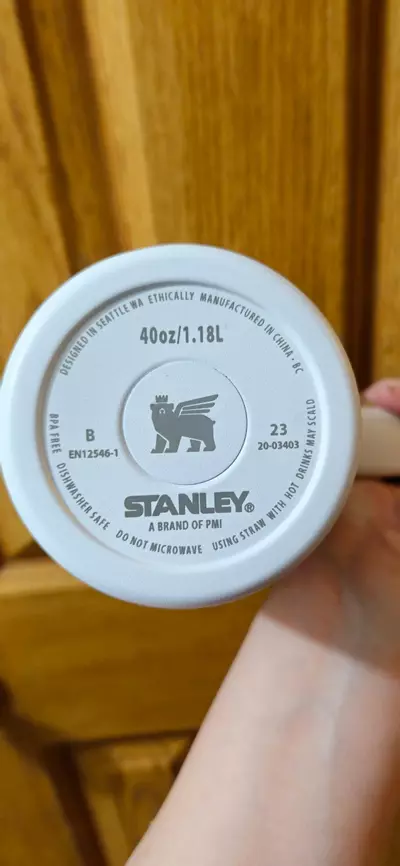 DESIGNED IN SEATTLE WA ETHICALLY MANUFACTURED IN CHINA · BC
40oz/1.18L
B
EN12546-1
23
20-03403
STANLEY®
A BRAND OF PMI
BPA FREE DISHWASHER SAFE DO NOT MICROWAVE USING STRAW WITH HOT DRINKS MAY SCALD